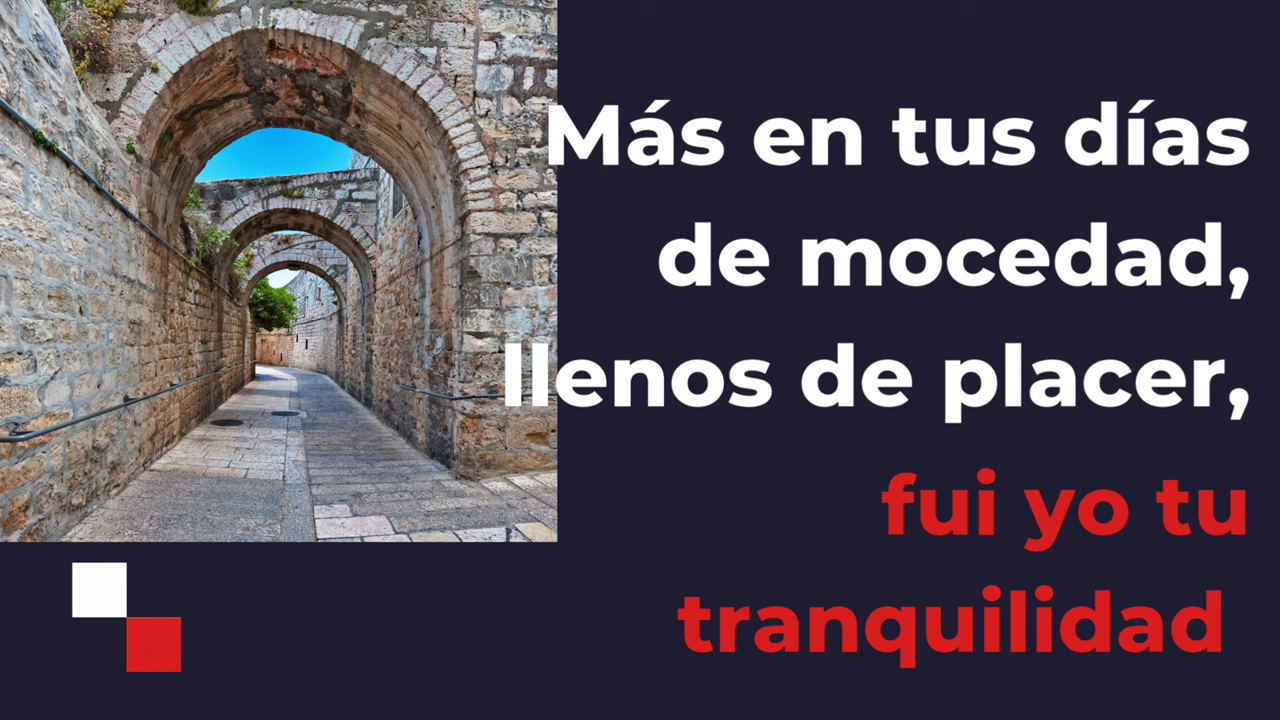 Más en tus días
de mocedad,
llenos de placer,
fui yo tu
tranquilidad